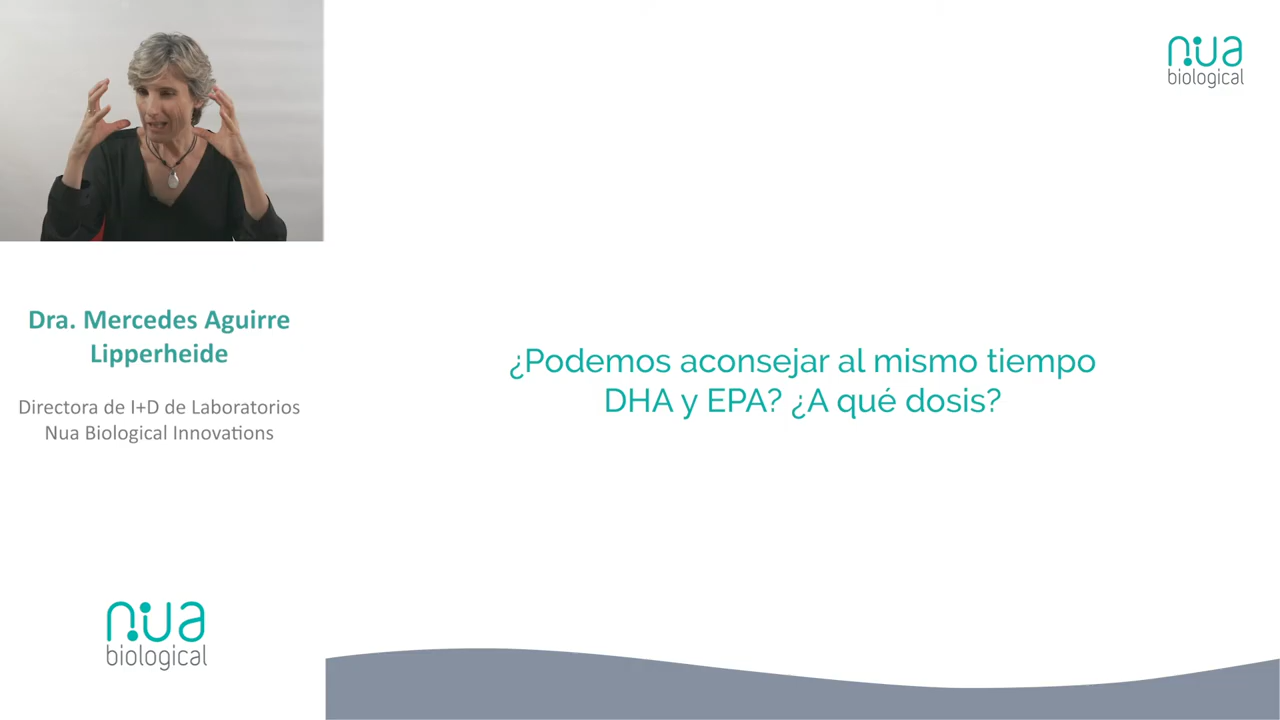 nua
biological
Dra. Mercedes Aguirre
Lipperheide
Directora de I+D de Laboratorios
Nua Biological Innovations
¿Podemos aconsejar al mismo tiempo
DHA y EPA? ¿A qué dosis?
nua
biological